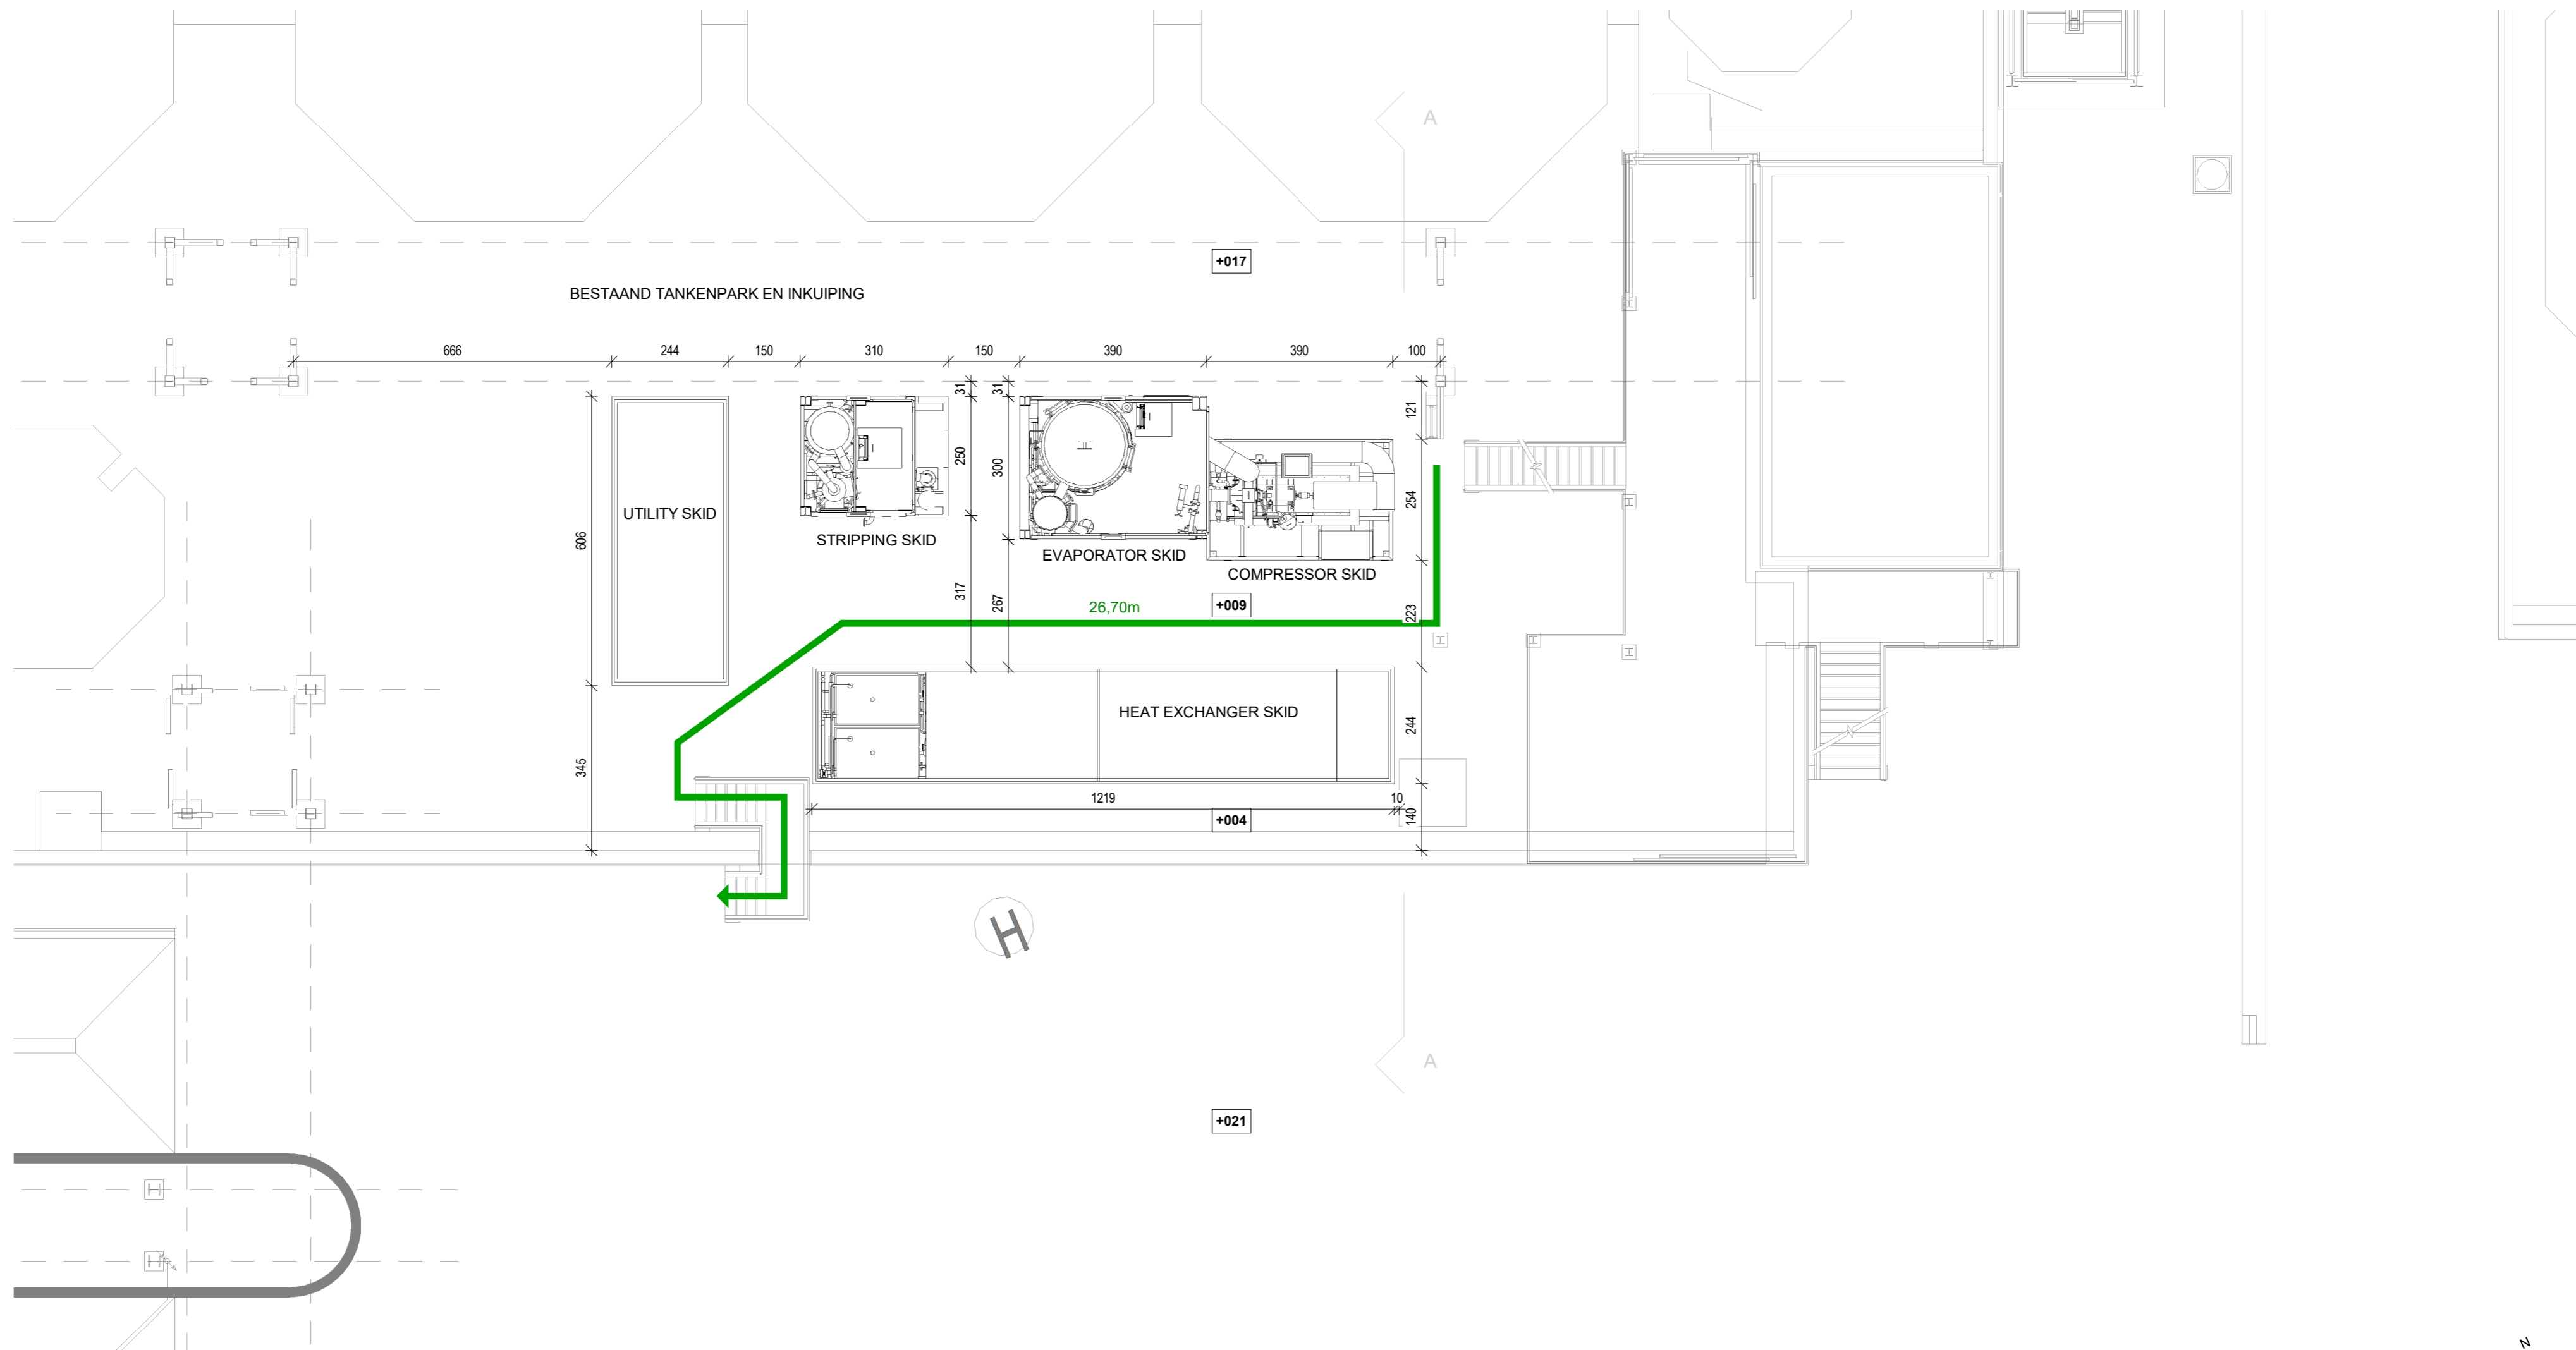 A
+017
BESTAAND TANKENPARK EN INKUIPING
666
244
150
310
150
390
390
100
31
31
121
250
300
254
606
UTILITY SKID
STRIPPING SKID
EVAPORATOR SKID
COMPRESSOR SKID
317
267
26,70m
+009
223
HEAT EXCHANGER SKID
244
345
1219
10
140
+004
A
+021
N